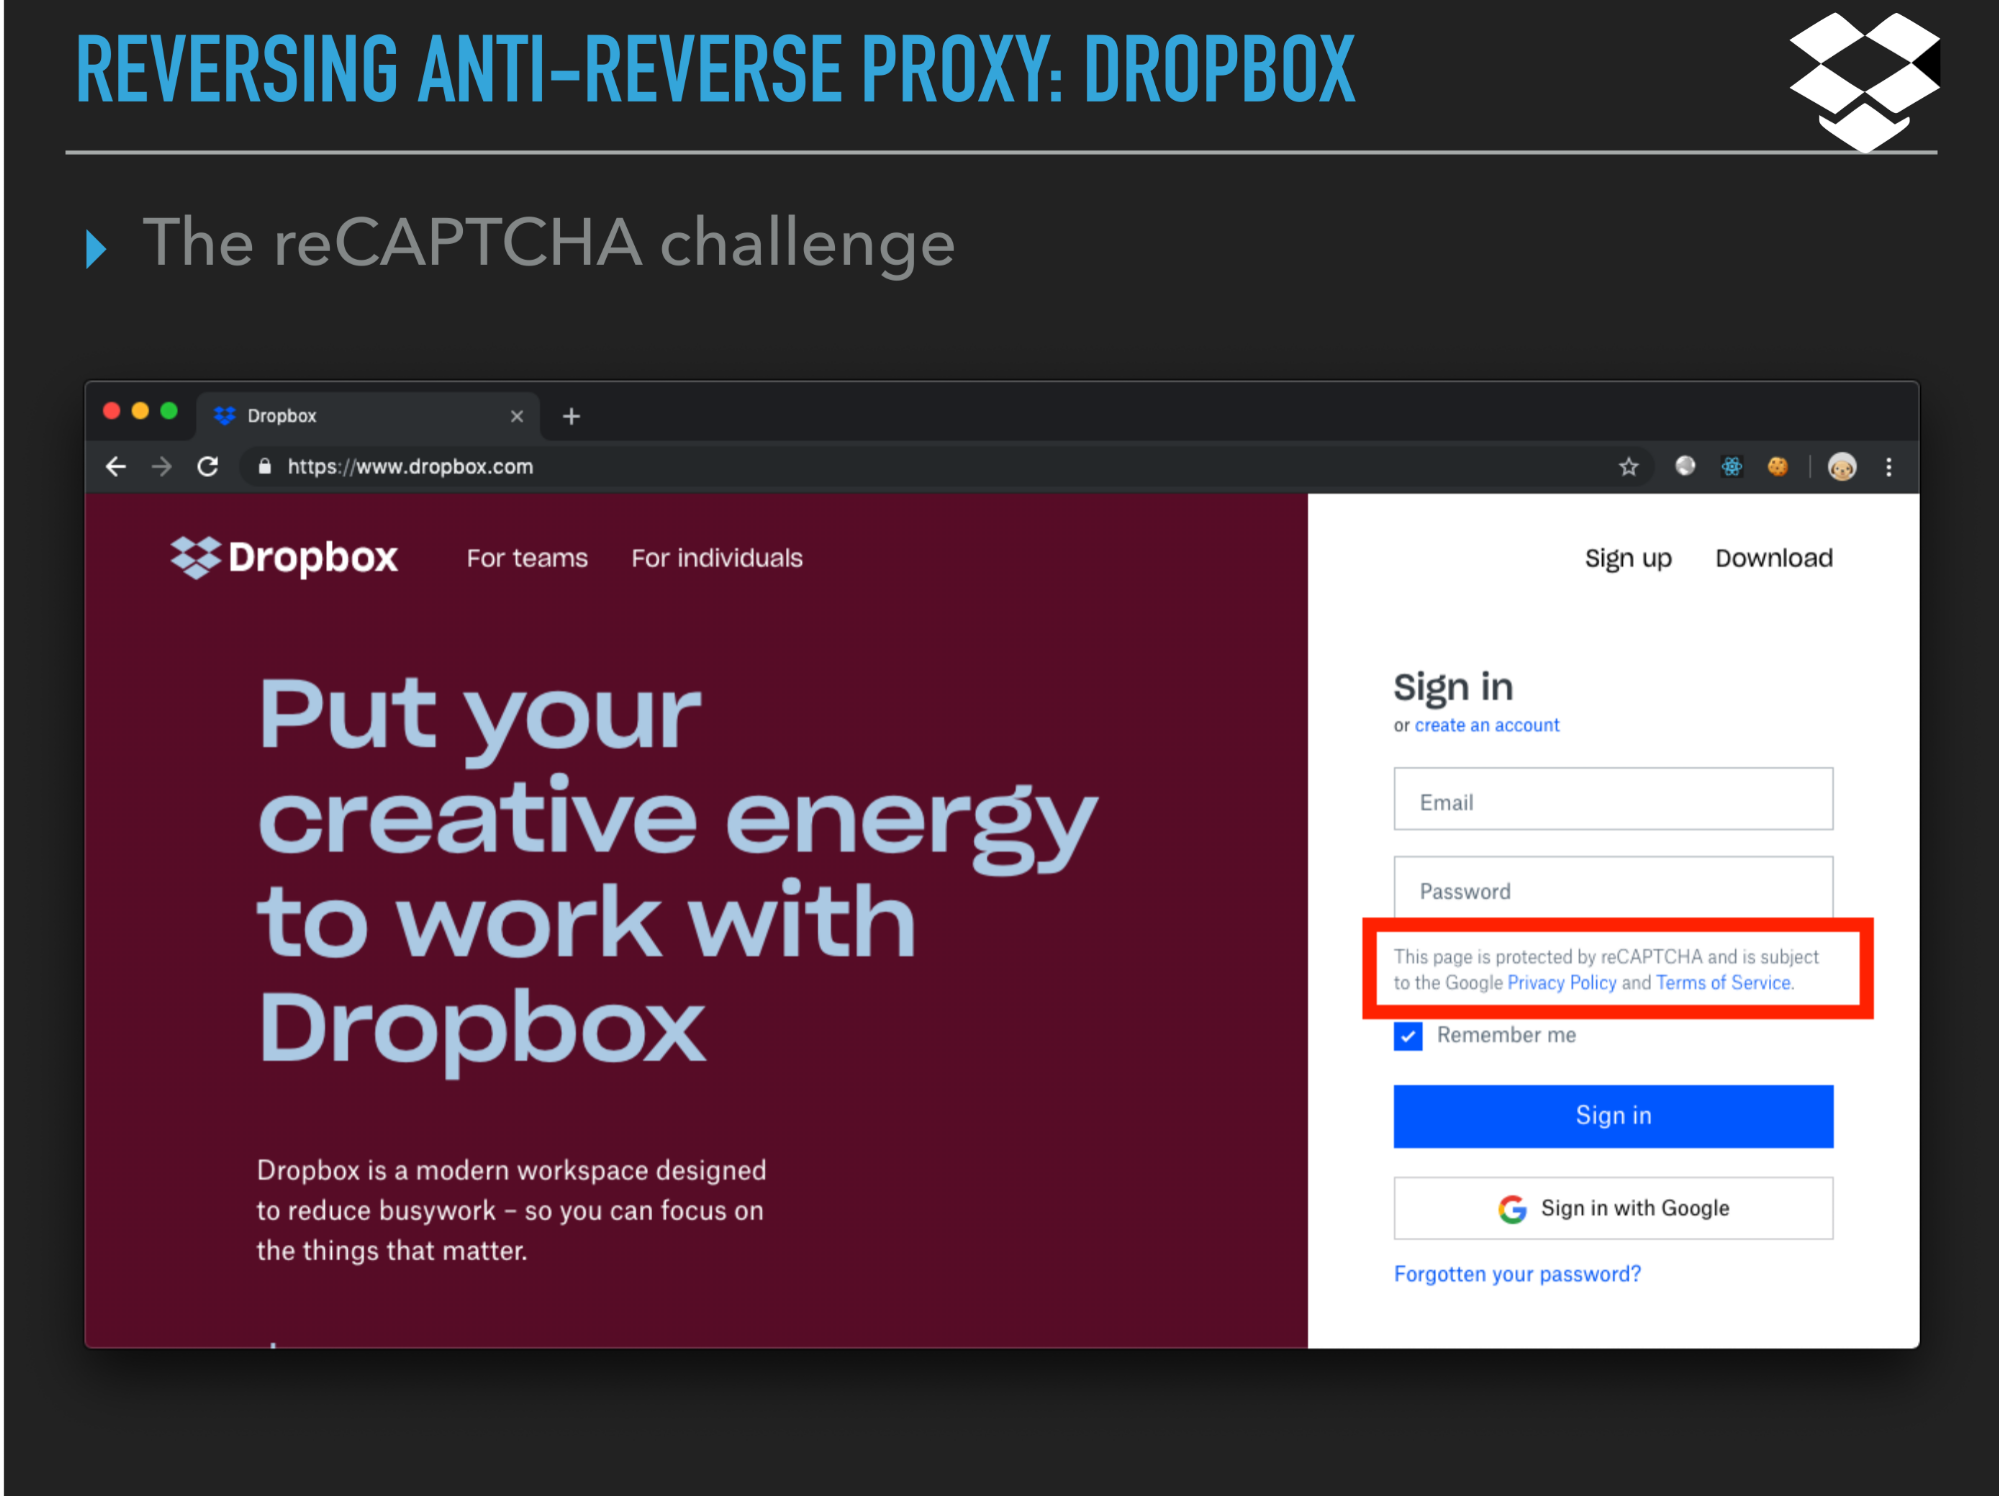 REVERSING ANTI-REVERSE PROXY: DROPBOX
The reCAPTCHA challenge
Dropbox
https://www.dropbox.com
Dropbox For teams For individuals
Sign up Download
Put your
creative energy
to work with
Dropbox
Dropbox is a modern workspace designed
to reduce busywork – so you can focus on
the things that matter.
Sign in
or create an account
Email
Password
This page is protected by reCAPTCHA and is subject
to the Google Privacy Policy and Terms of Service.
Remember me
Sign in
Sign in with Google
Forgotten your password?